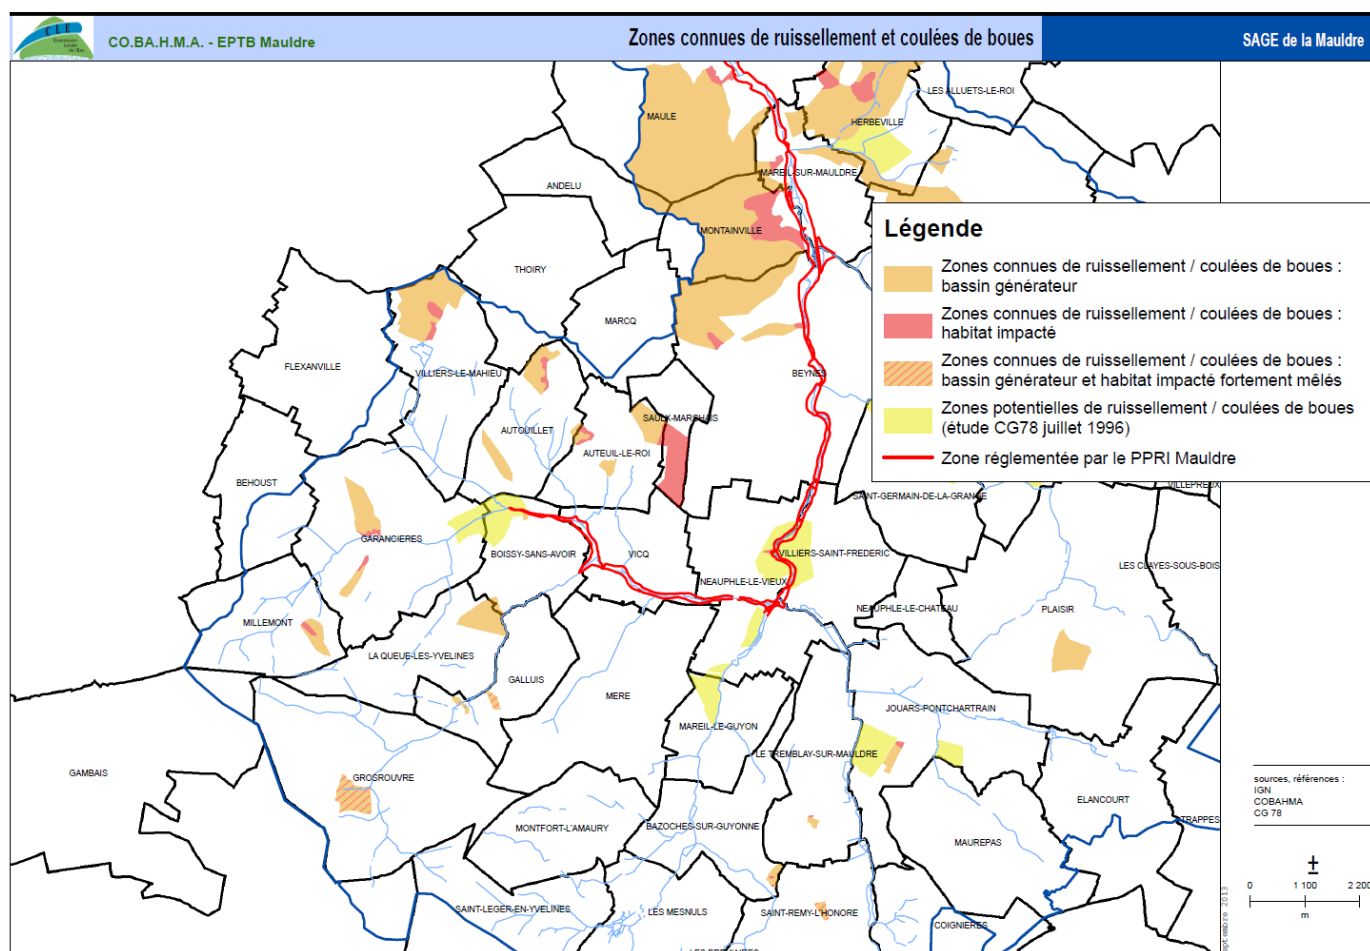 CLE
CO.BA.H.M.A. - EPTB Mauldre
Zones connues de ruissellement et coulées de boues
SAGE de la Mauldre
LES ALLUETS-LE-ROI
MAULE
HERBEVILLE
MAREIL-SUR-MAULDRE
ANDELU
MONTAINVILLE
THOIRY
MARCQ
FLEXANVILLE
VILLIERS-LE-MAHIEU
BEYNES
SAULX-MARCHAIS
AUTOUILLET
AUTEUIL-LE-ROI
BEHOUST
Légende
Zones connues de ruissellement / coulées de boues :
bassin générateur
Zones connues de ruissellement / coulées de boues :
habitat impacté
Zones connues de ruissellement / coulées de boues :
bassin générateur et habitat impacté fortement mêlés
Zones potentielles de ruissellement / coulées de boues
(étude CG78 juillet 1996)
Zone réglementée par le PPRI Mauldre
VILLEPREUX
SAINT-GERMAIN-DE-LA-GRANGE
GARANCIERES
BOISSY-SANS-AVOIR
VICQ
VILLIERS-SAINT-FREDERIC
LES CLAYES-SOUS-BOIS
NEAUPHLE-LE-VIEUX
NEAUPHLE-LE-CHATEAU
PLAISIR
MILLEMONT
LA QUEUE-LES-YVELINES
GALLUIS
MERE
JOUARS-PONTCHARTRAIN
MAREIL-LE-GUYON
LE TREMBLAY-SUR-MAULDRE
GAMBAIS
GROSROUVRE
ELANCOURT
TRAPPES
MONTFORT-L'AMAURY
BAZOCHES-SUR-GUYONNE
MAUREPAS
SAINT-LEGER-EN-YVELINES
LES MESNULS
SAINT-REMY-L'HONORE
COIGNIERES
sources, références :
IGN
COBAHMA
CG 78
±
0 1 100 2 200
m